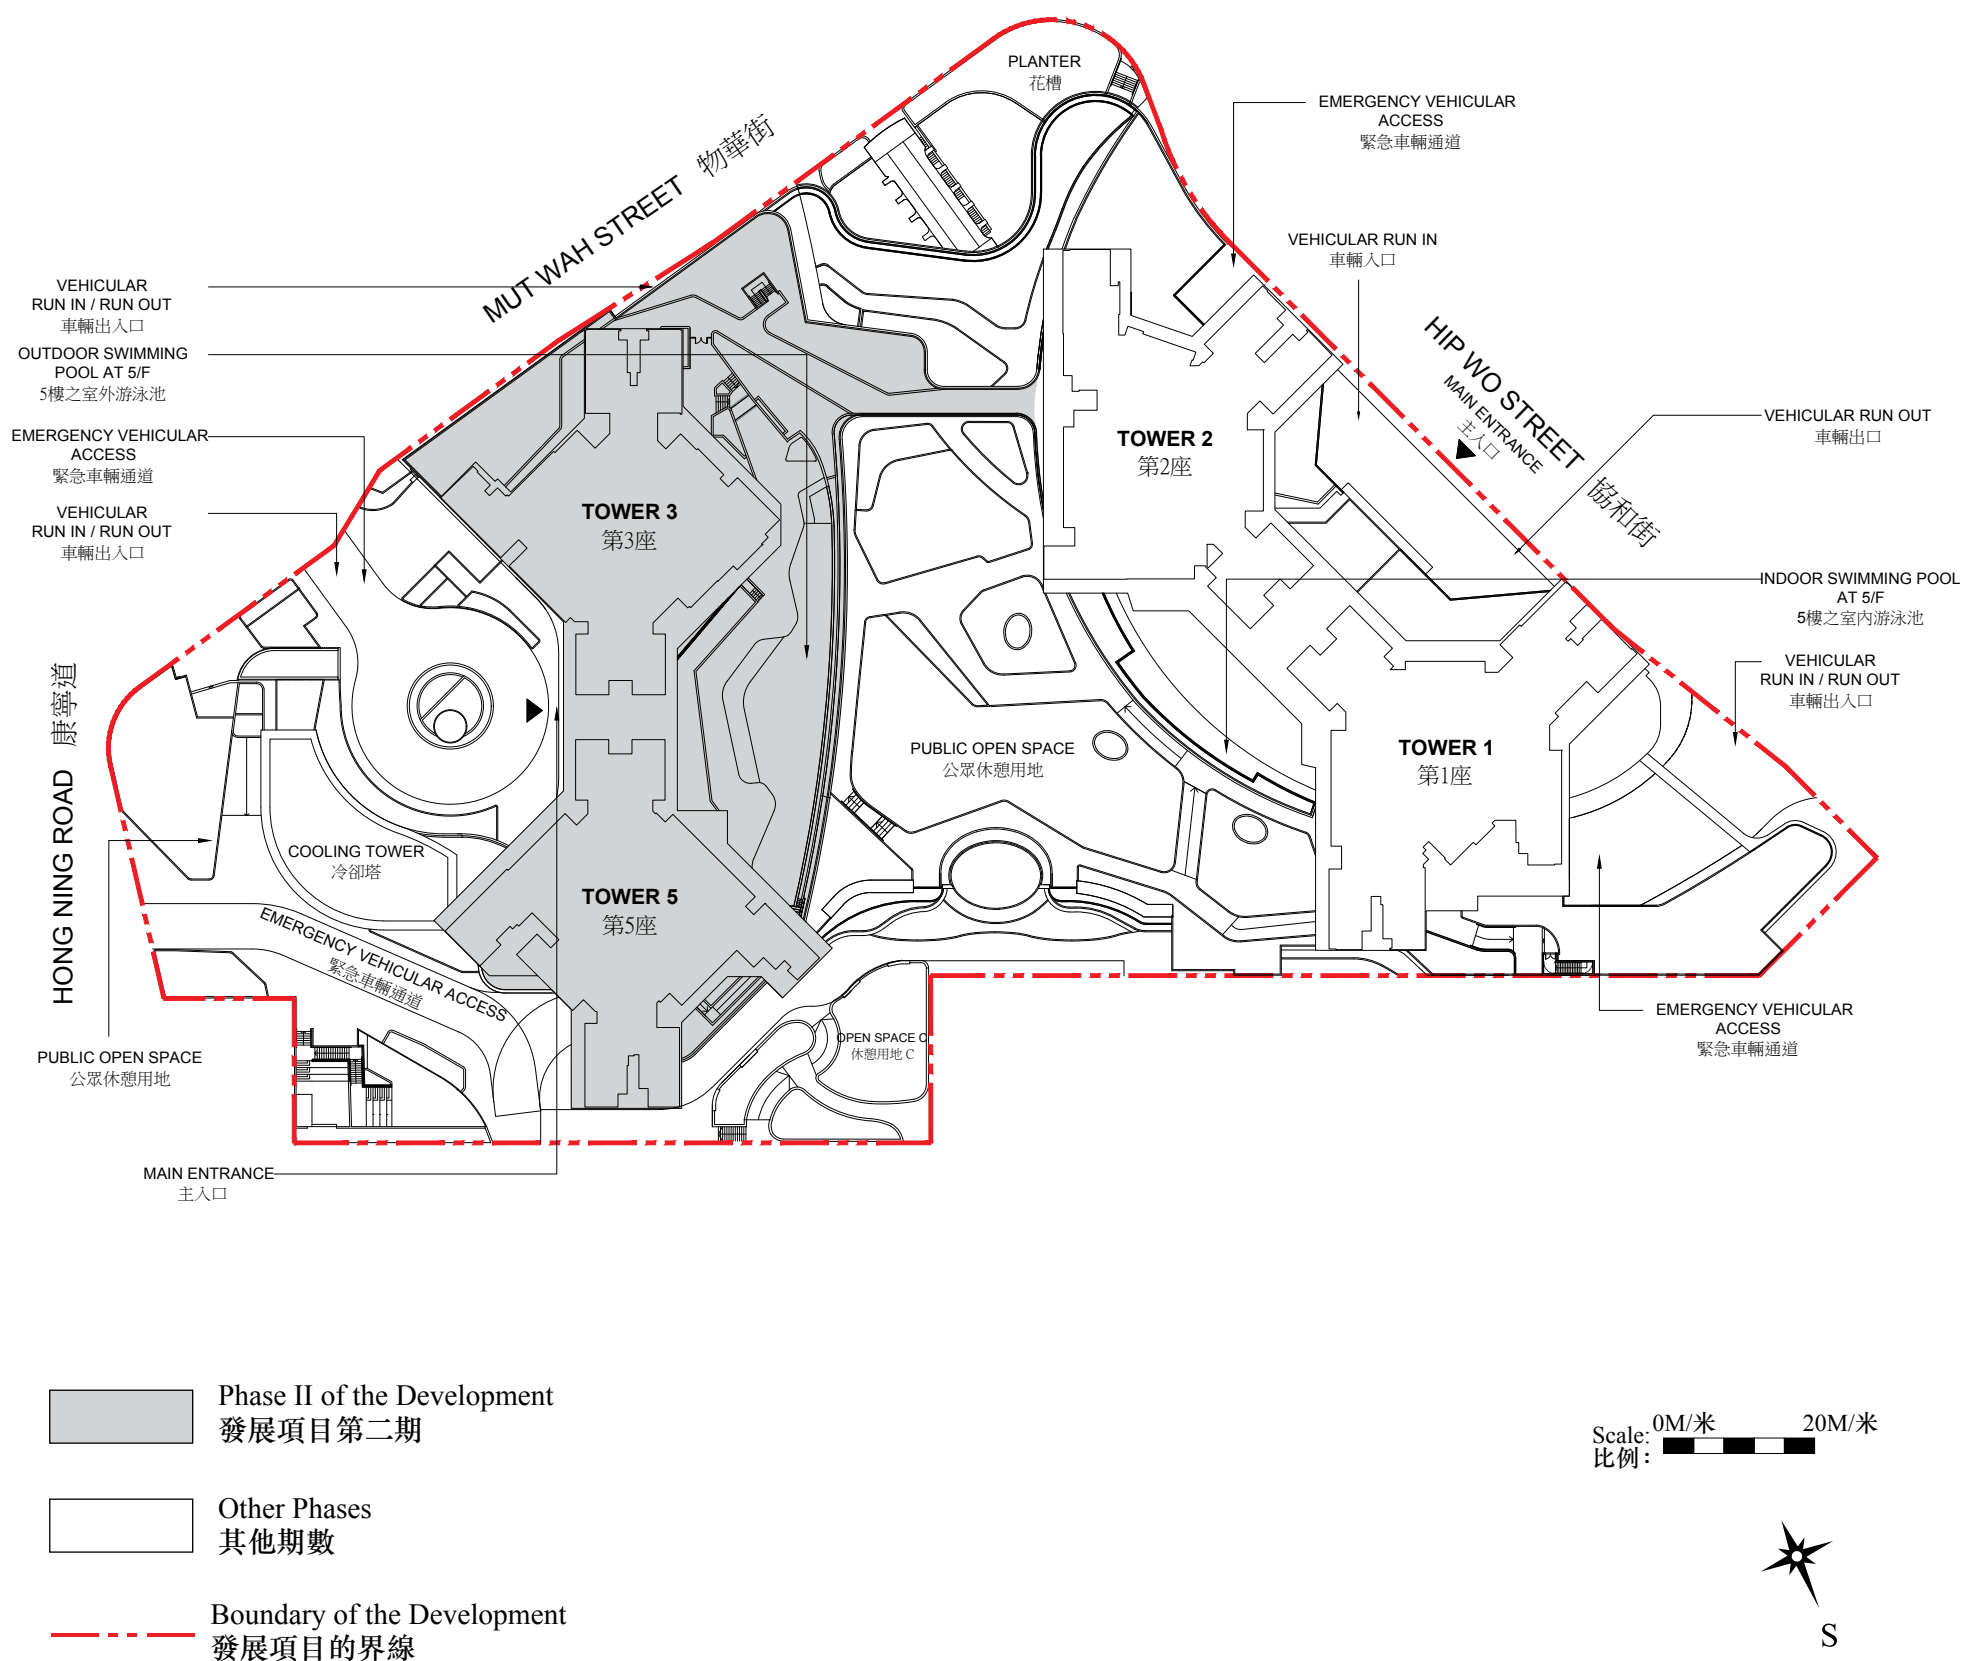 PLANTER
花槽
EMERGENCY VEHICULAR
ACCESS
緊急車輛通道
MUT WAH STREET 物華街
VEHICULAR RUN IN
車輛入口
VEHICULAR
RUN IN / RUN OUT
車輛出入口
OUTDOOR SWIMMING
POOL AT 5/F
5樓之室外游泳池
EMERGENCY VEHICULAR
ACCESS
緊急車輛通道
VEHICULAR
RUN IN / RUN OUT
車輛出入口
HIP WO STREET 協和街
MAIN ENTRANCE
主入口
VEHICULAR RUN OUT
車輛出口
TOWER 2
第2座
TOWER 3
第3座
INDOOR SWIMMING POOL
AT 5/F
5樓之室內游泳池
VEHICULAR
RUN IN / RUN OUT
車輛出入口
HONG NING ROAD 康寧道
PUBLIC OPEN SPACE
公眾休憩用地
TOWER 1
第1座
COOLING TOWER
冷卻塔
TOWER 5
第5座
EMERGENCY VEHICULAR ACCESS
緊急車輛通道
OPEN SPACE C
休憩用地 C
EMERGENCY VEHICULAR
ACCESS
緊急車輛通道
PUBLIC OPEN SPACE
公眾休憩用地
MAIN ENTRANCE
主入口
Phase II of the Development
發展項目第二期
Other Phases
其他期數
Boundary of the Development
發展項目的界線
Scale: 0M/米 20M/米
比例：
S